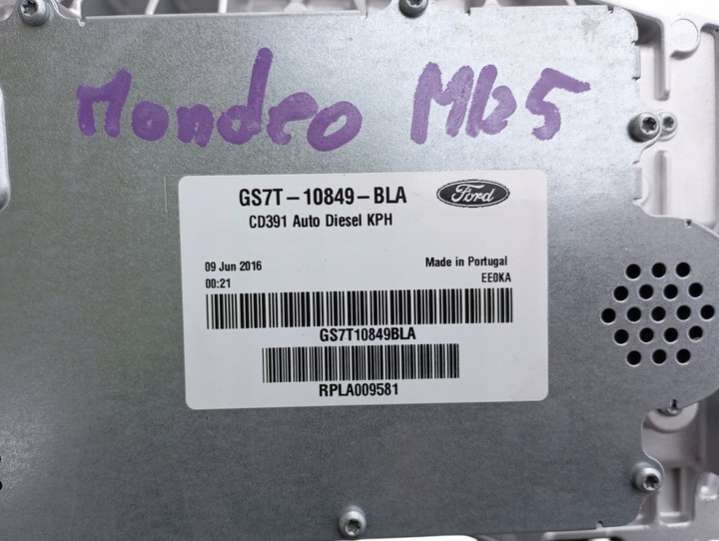 Mondeo Mk5
GS7T-10849-BLA
Ford
CD391 Auto Diesel KPH
09 Jun 2016
Made in Portugal
00:21
EE0KA
GS7T10849BLA
RPLA009581